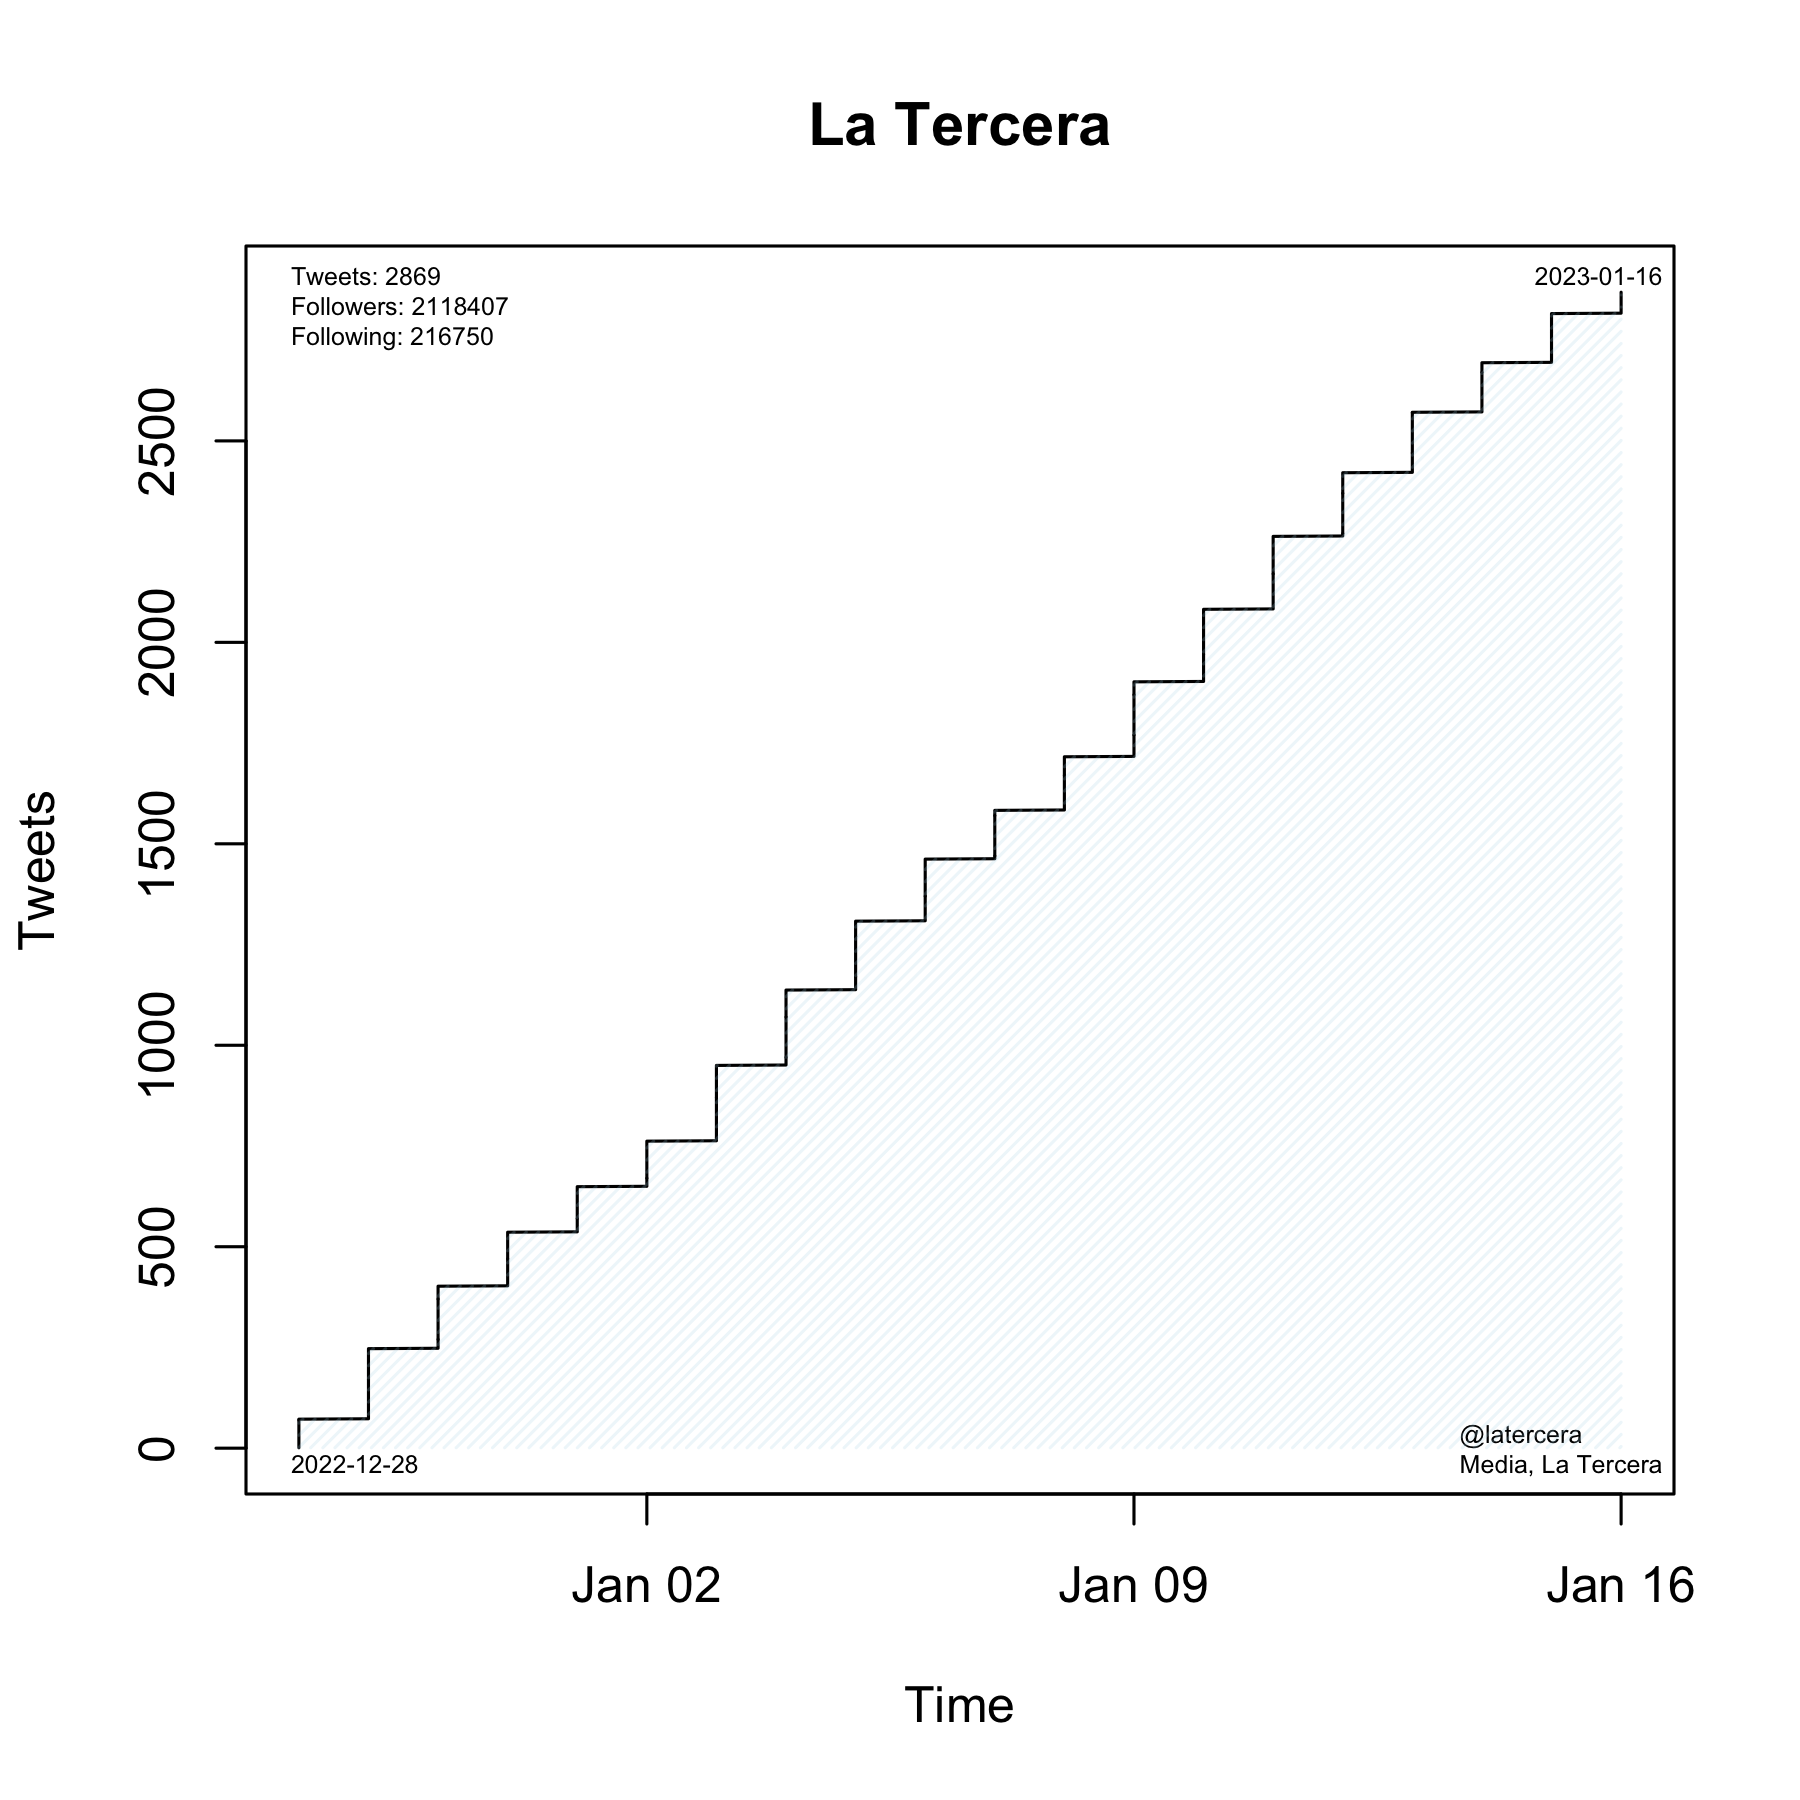 La Tercera
Tweets: 2869
Followers: 2118407
Following: 216750
2023-01-16
2500
2000
1500
1000
500
0
Tweets
2022-12-28
@latercera
Media, La Tercera
Jan 02
Jan 09
Jan 16
Time